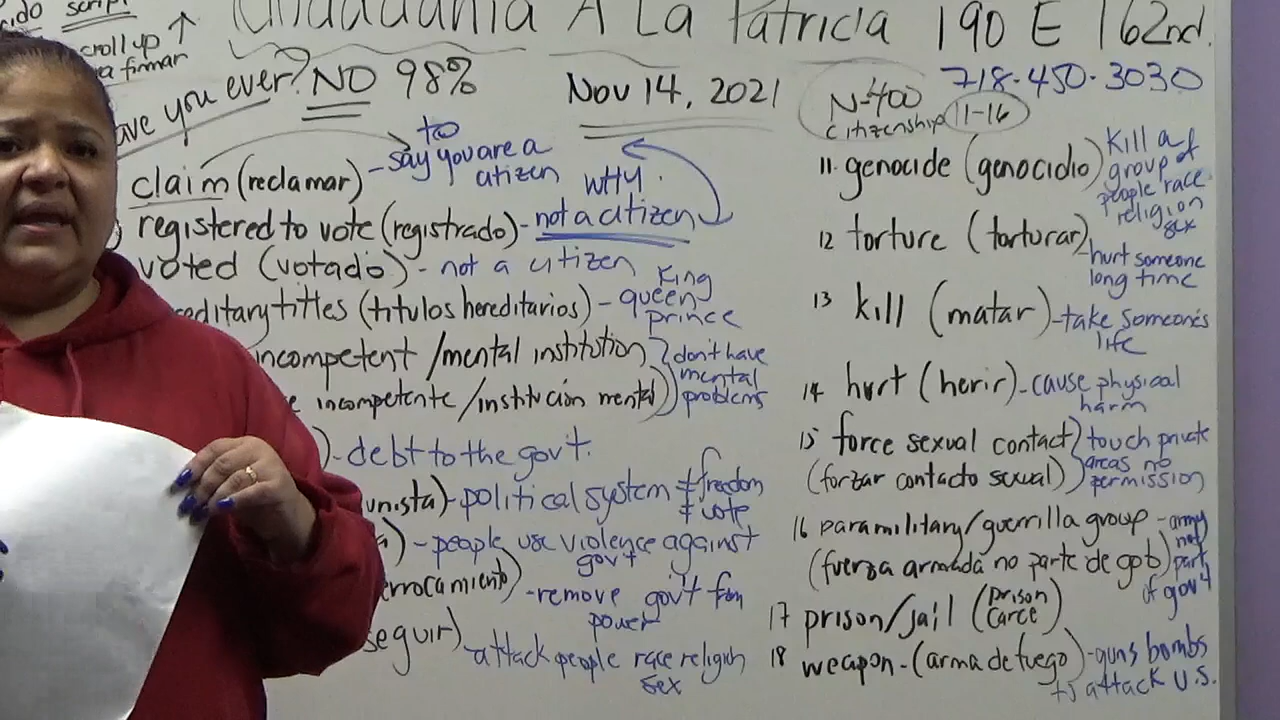 script
scroll up ↑
a firmar
Ciudadanía A La Patricia 190 E 162nd.
718-450-3030
ave you ever? NO 98%
Nov 14, 2021
N-400
citizenship 11-16
claim (reclamar) - to say you are a
citizen
WHY
registered to vote (registrado) - not a citizen
voted (votado) - not a citizen
editary titles (titulos hereditarios) - King
queen
prince
incompetent /mental institution
e incompetente /institución mental)
don't have
mental
problems
) - debt to the gov't.
unista) - political system ≠ freedom
≠ vote
a) - people use violence against
gov't
errocamiento) - remove gov't from
power
seguir) - attack people race religion
sex
11. genocide (genocidio) Kill a
group of
people race
religion
sex
12 torture (torturar) - hurt someone
long time
13 kill (matar) - take someone's
life
14 hurt (herir) - cause physical
harm
15 force sexual contact
(forzar contacto sexual)
touch private
areas no
permission
16 paramilitary/guerrilla group - army
(fuerza armada no parte de gob) not
part
of gov't
17 prison/jail (prison
carce)
18 weapon - (arma de fuego) - guns bombs
to attack U.S.